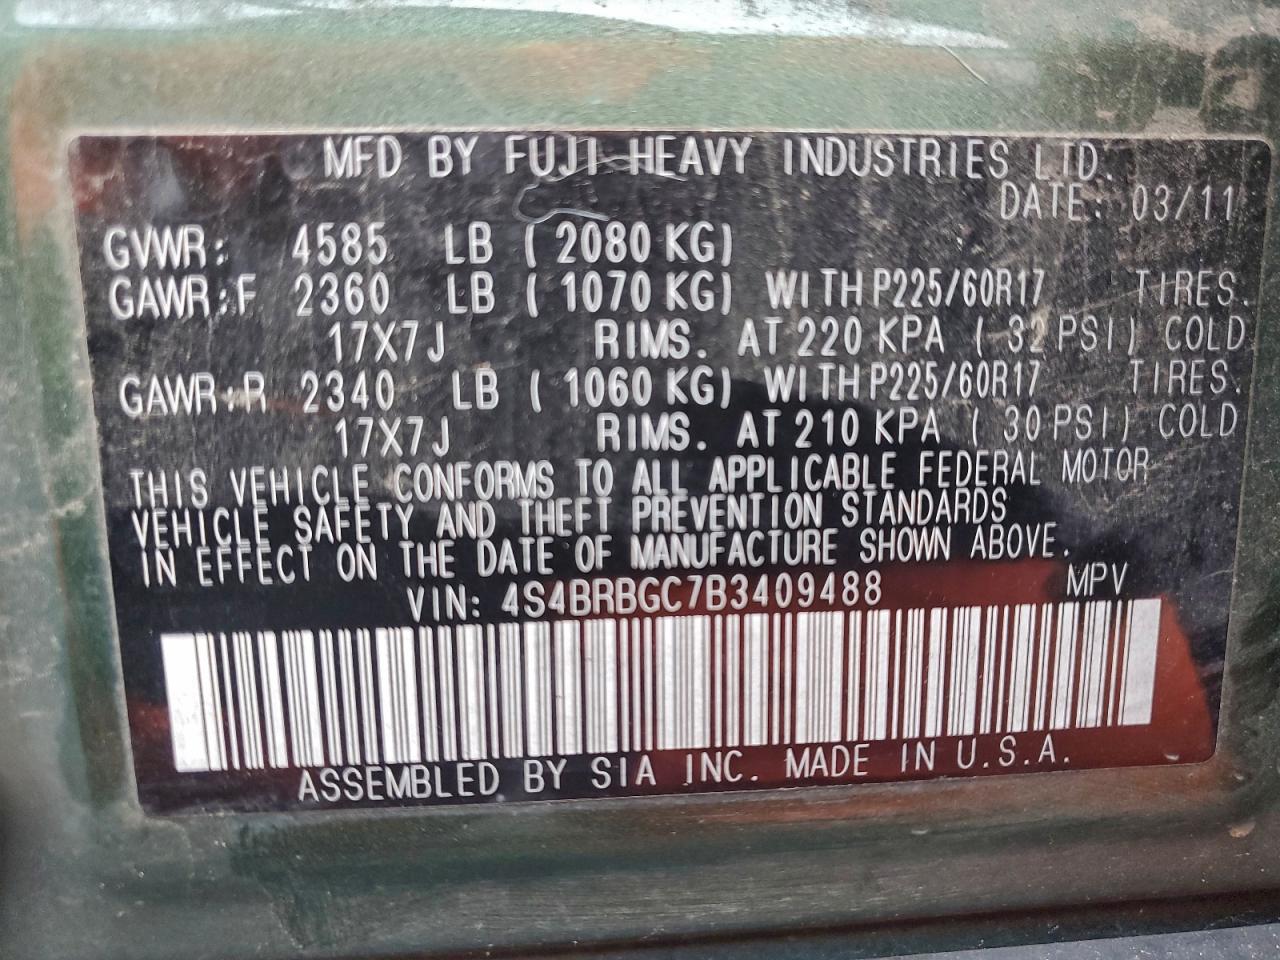 MFD BY FUJI HEAVY INDUSTRIES LTD.
DATE: 03/11
GVWR: 4585 LB ( 2080 KG)
GAWR:F 2360 LB ( 1070 KG) WITH P225/60R17 TIRES.
17X7J RIMS. AT 220 KPA ( 32 PSI) COLD
GAWR:R 2340 LB ( 1060 KG) WITH P225/60R17 TIRES.
17X7J RIMS. AT 210 KPA ( 30 PSI) COLD
THIS VEHICLE CONFORMS TO ALL APPLICABLE FEDERAL MOTOR
VEHICLE SAFETY AND THEFT PREVENTION STANDARDS
IN EFFECT ON THE DATE OF MANUFACTURE SHOWN ABOVE.
VIN: 4S4BRBGC7B3409488 MPV
ASSEMBLED BY SIA INC. MADE IN U.S.A.